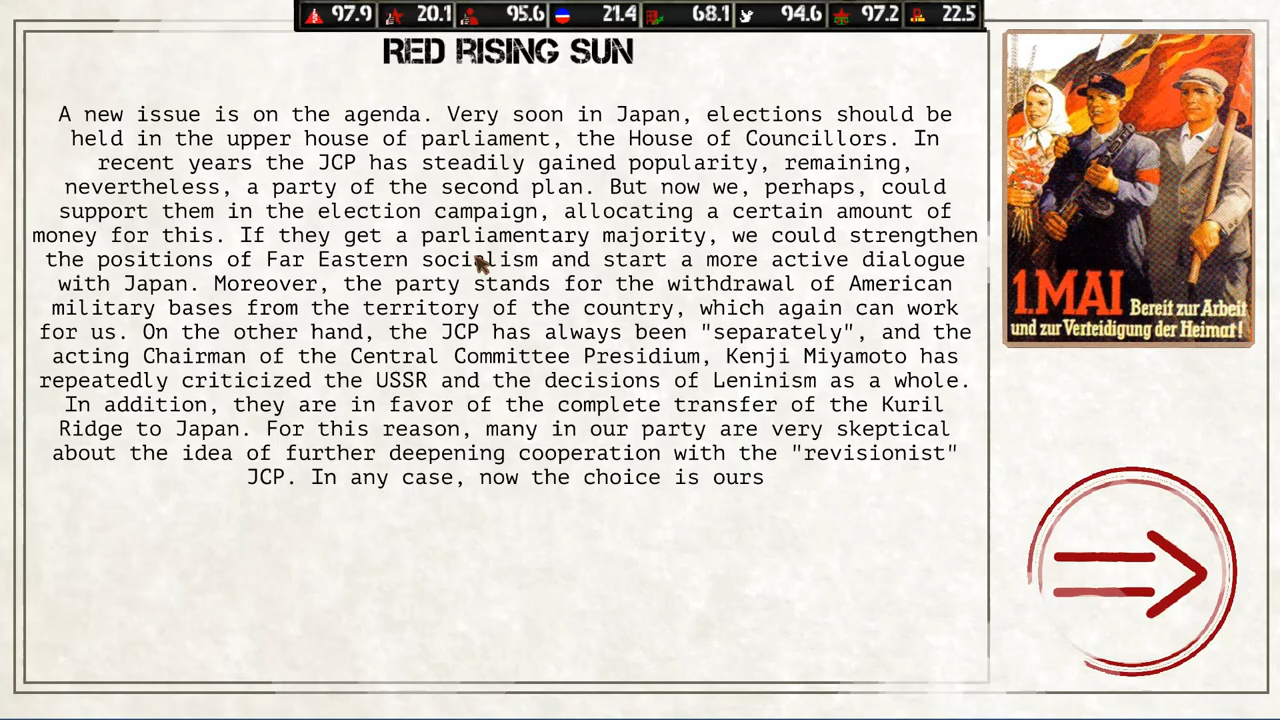 97.9 20.1 95.6 21.4 68.1 94.6 97.2 22.5
RED RISING SUN
A new issue is on the agenda. Very soon in Japan, elections should be
held in the upper house of parliament, the House of Councillors. In
recent years the JCP has steadily gained popularity, remaining,
nevertheless, a party of the second plan. But now we, perhaps, could
support them in the election campaign, allocating a certain amount of
money for this. If they get a parliamentary majority, we could strengthen
the positions of Far Eastern socialism and start a more active dialogue
with Japan. Moreover, the party stands for the withdrawal of American
military bases from the territory of the country, which again can work
for us. On the other hand, the JCP has always been "separately", and the
acting Chairman of the Central Committee Presidium, Kenji Miyamoto has
repeatedly criticized the USSR and the decisions of Leninism as a whole.
In addition, they are in favor of the complete transfer of the Kuril
Ridge to Japan. For this reason, many in our party are very skeptical
about the idea of further deepening cooperation with the "revisionist"
JCP. In any case, now the choice is ours
1. MAI Bereit zur Arbeit
und zur Verteidigung der Heimat!